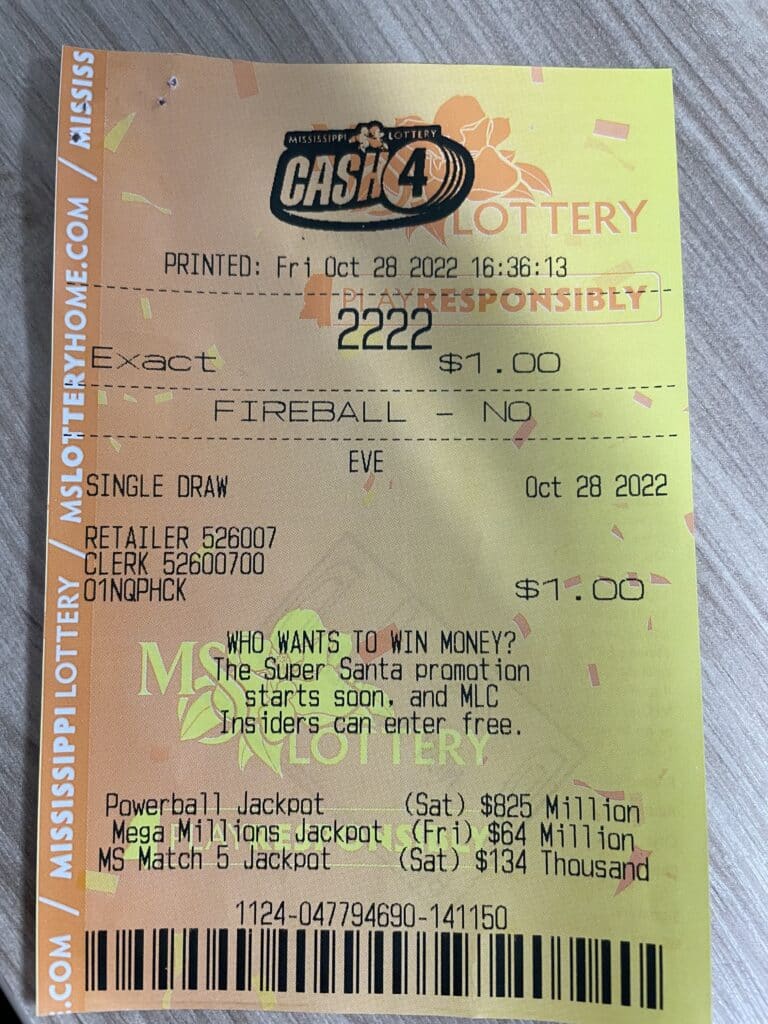 MISSISSIPPI LOTTERY
CASH 4
LOTTERY
PRINTED: Fri Oct 28 2022 16:36:13
PLAY RESPONSIBLY
2222
Exact $1.00
FIREBALL - NO
EVE
SINGLE DRAW Oct 28 2022
RETAILER 526007
CLERK 52600700
01NQPHCK $1.00
WHO WANTS TO WIN MONEY?
The Super Santa promotion
starts soon, and MLC
Insiders can enter free.
MS
LOTTERY
Powerball Jackpot (Sat) $825 Million
Mega Millions Jackpot (Fri) $64 Million
MS Match 5 Jackpot (Sat) $134 Thousand
PLAY RESPONSIBLY
1124-047794690-141150
E.COM / MISSISSIPPI LOTTERY / MSLOTTERYHOME.COM / MISSISS